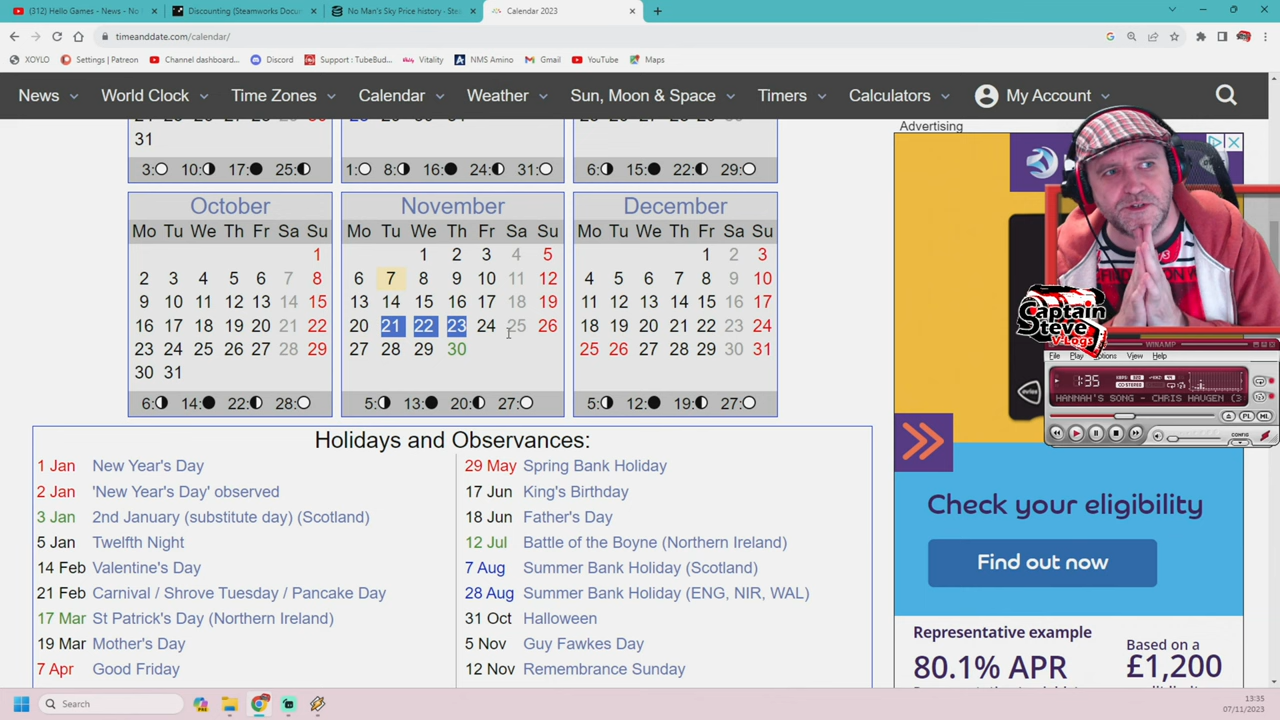 (312) Hello Games - News - No
Discounting (Steamworks Docu
No Man's Sky Price history - Ste
Calendar 2023
timeanddate.com/calendar/
XOYLO
Settings | Patreon
Channel dashboard...
Discord
Support : TubeBud...
Vitality
NMS Amino
Gmail
YouTube
Maps
News
World Clock
Time Zones
Calendar
Weather
Sun, Moon & Space
Timers
Calculators
My Account
Advertising
31
3: 10: 17: 25:
1: 8: 16: 24: 31:
6: 15: 22: 29:
October
Mo Tu We Th Fr Sa Su
1
2 3 4 5 6 7 8
9 10 11 12 13 14 15
16 17 18 19 20 21 22
23 24 25 26 27 28 29
30 31
6: 14: 22: 28:
November
Mo Tu We Th Fr Sa Su
1 2 3 4 5
6 7 8 9 10 11 12
13 14 15 16 17 18 19
20 21 22 23 24 25 26
27 28 29 30
5: 13: 20: 27:
December
Mo Tu We Th Fr Sa Su
1 2 3
4 5 6 7 8 9 10
11 12 13 14 15 16 17
18 19 20 21 22 23 24
25 26 27 28 29 30 31
5: 12: 19: 27:
Holidays and Observances:
1 Jan New Year's Day
2 Jan 'New Year's Day' observed
3 Jan 2nd January (substitute day) (Scotland)
5 Jan Twelfth Night
14 Feb Valentine's Day
21 Feb Carnival / Shrove Tuesday / Pancake Day
17 Mar St Patrick's Day (Northern Ireland)
19 Mar Mother's Day
7 Apr Good Friday
29 May Spring Bank Holiday
17 Jun King's Birthday
18 Jun Father's Day
12 Jul Battle of the Boyne (Northern Ireland)
7 Aug Summer Bank Holiday (Scotland)
28 Aug Summer Bank Holiday (ENG, NIR, WAL)
31 Oct Halloween
5 Nov Guy Fawkes Day
12 Nov Remembrance Sunday
Captain
Steve
V-Logs
WINAMP
File Play Options View Help
1:35
HANNAH'S SONG - CHRIS HAUGEN (3
Check your eligibility
Find out now
Representative example
80.1% APR
Based on a
£1,200
Search
13:35
07/11/2023